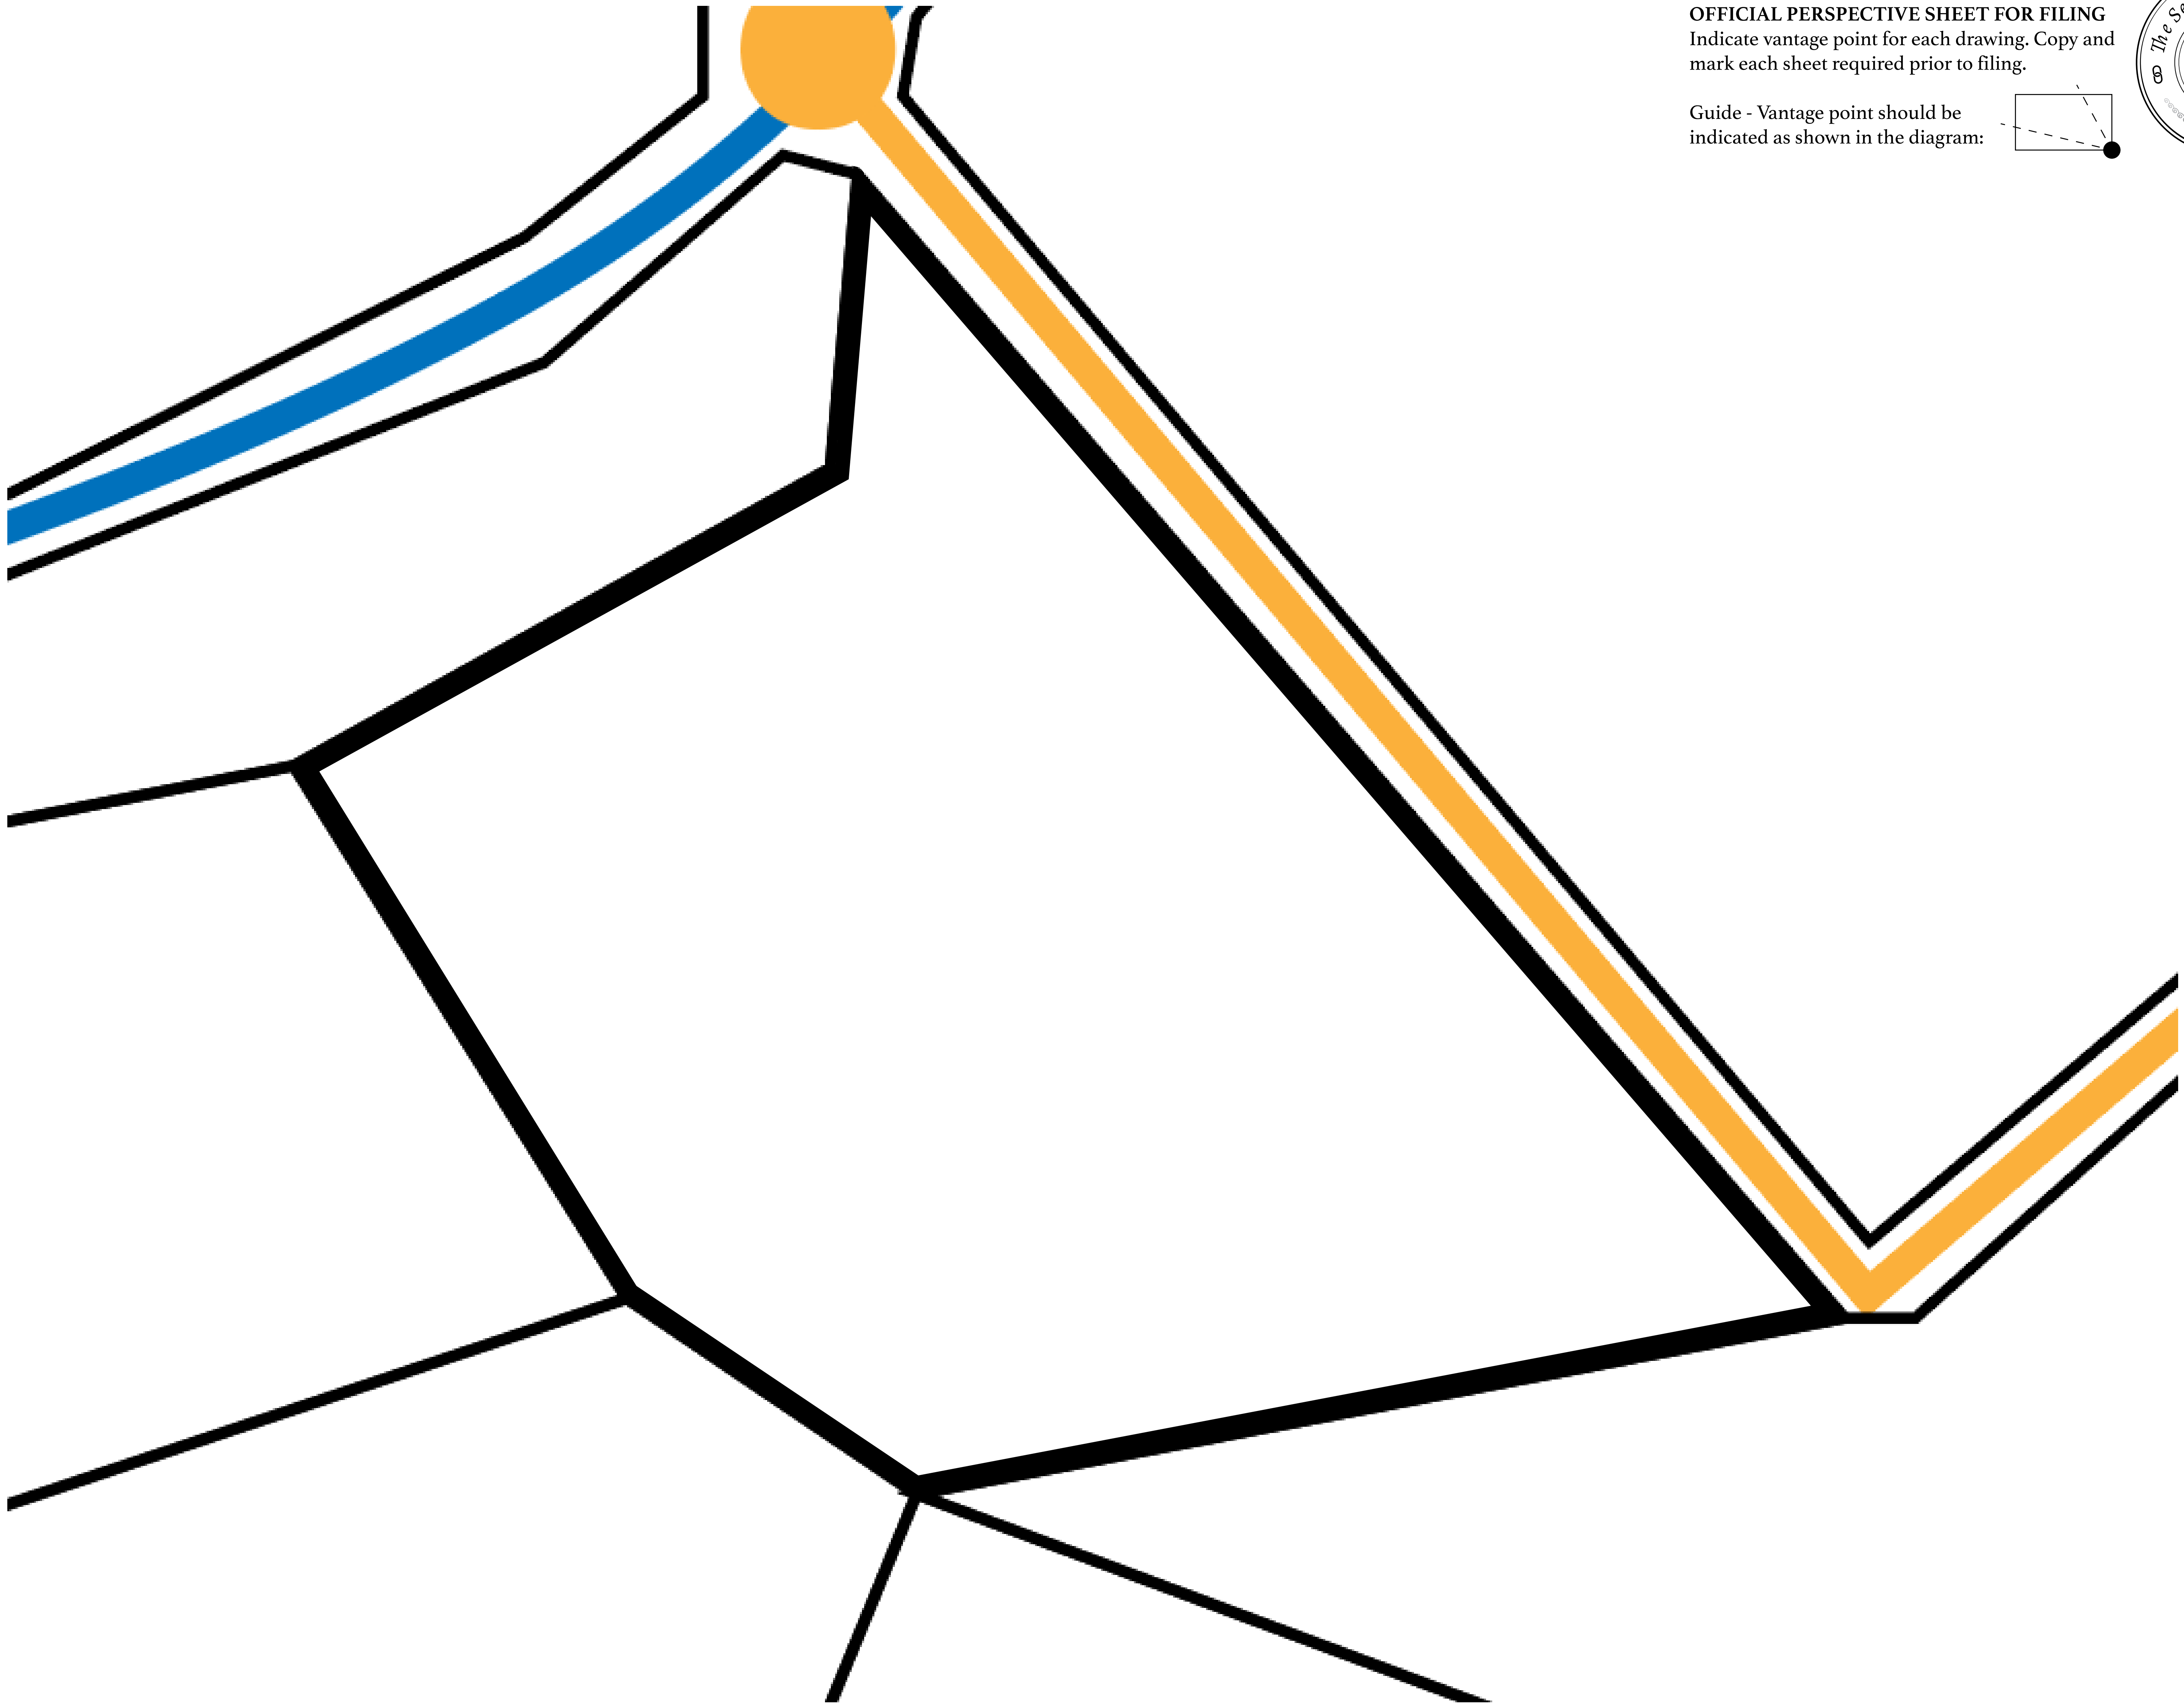 OFFICIAL PERSPECTIVE SHEET FOR FILING
Indicate vantage point for each drawing. Copy and
mark each sheet required prior to filing.
Guide - Vantage point should be
indicated as shown in the diagram:
The